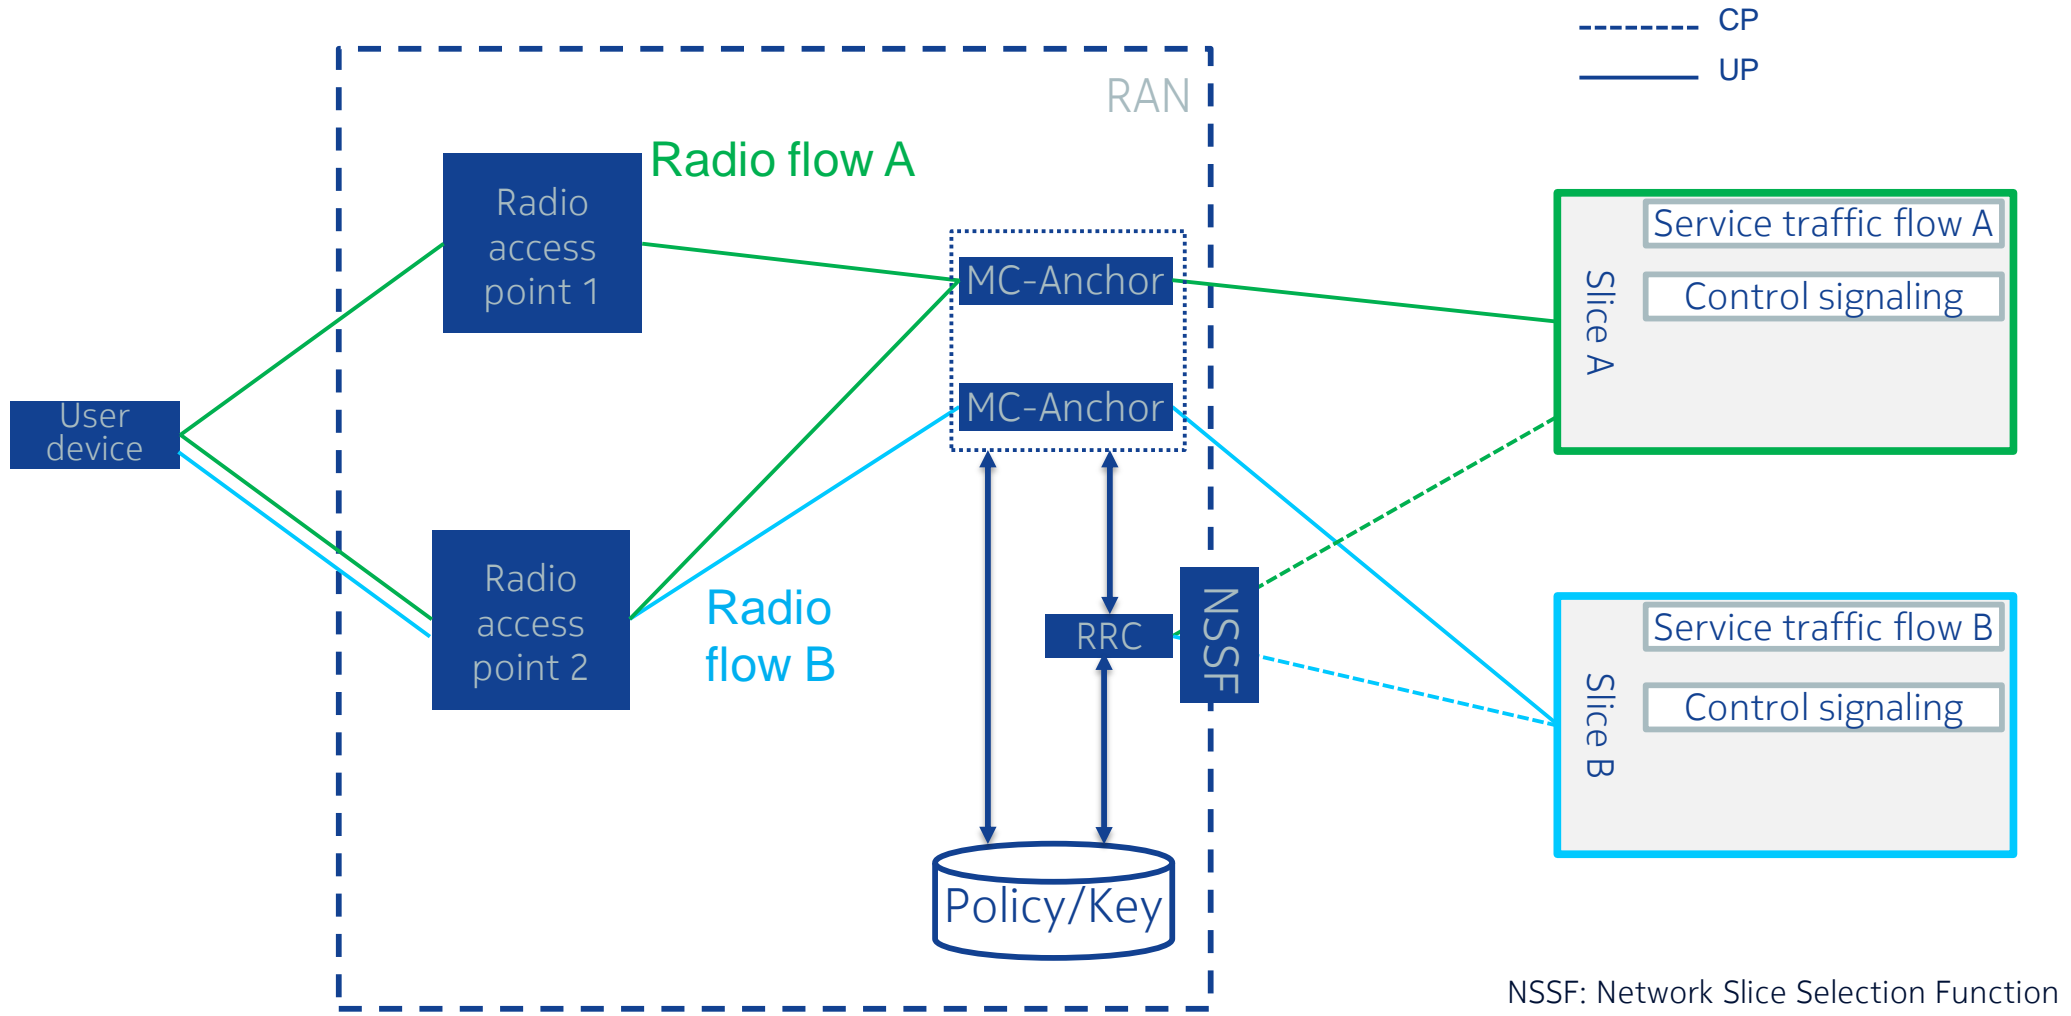 CP
UP
RAN
Radio flow A
Radio
access
point 1
Service traffic flow A
Control signaling
Slice A
MC-Anchor
MC-Anchor
User
device
Radio
access
point 2
Radio
flow B
RRC
NSSF
Service traffic flow B
Control signaling
Slice B
Policy/Key
NSSF: Network Slice Selection Function